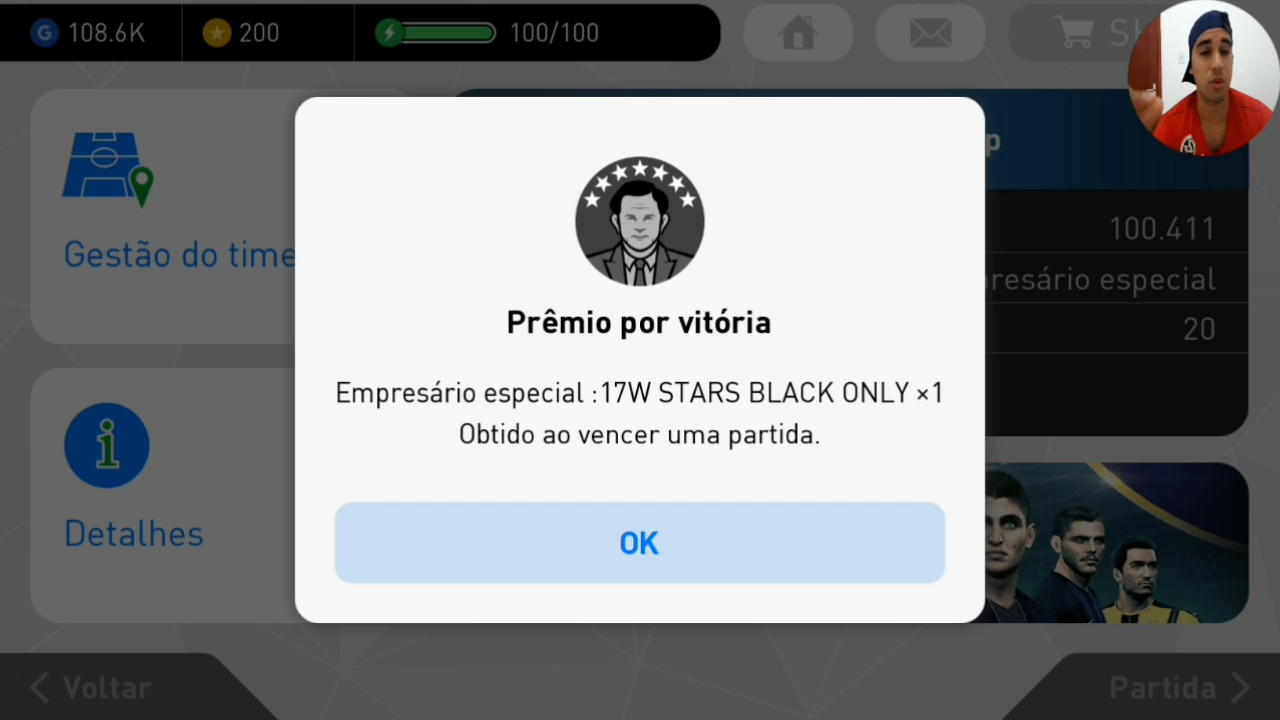 108.6K
200
100/100
Gestão do time
100.411
especial
20
Prêmio por vitória
Empresário especial :17W STARS BLACK ONLY ×1
Obtido ao vencer uma partida.
OK
Detalhes
Voltar
Partida